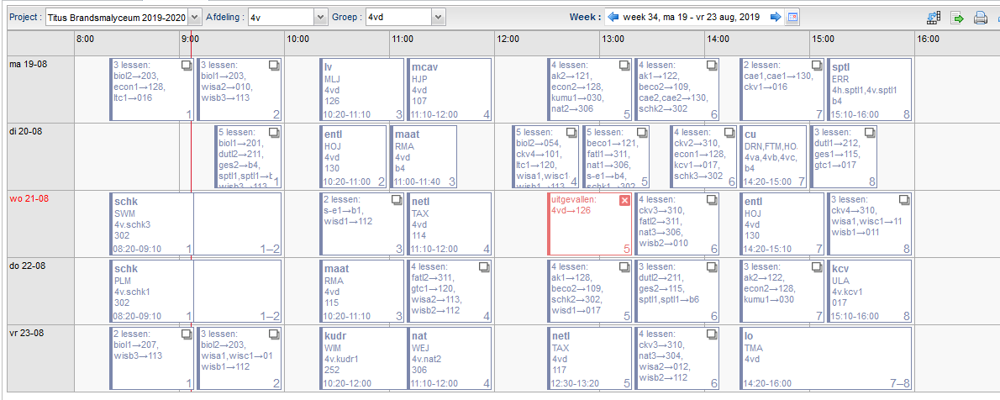 Project : Titus Brandsmalyceum 2019-2020 Afdeling : 4v Groep : 4vd Week : week 34, ma 19 - vr 23 aug, 2019
8:00 9:00 10:00 11:00 12:00 13:00 14:00 15:00 16:00
ma 19-08
3 lessen:
biol2→203,
econ1→128,
ltc1→016
1
3 lessen:
biol1→203,
wisa2→010,
wisb3→113
2
lv
MLJ
4vd
126
10:20-11:10 3
mcav
HJP
4vd
107
11:10-12:00 4
4 lessen:
ak2→121,
econ2→128,
kumu1→030,
nat2→306
5
4 lessen:
ak1→122,
beco2→109,
cae2,cae2→130,
schk2→302
6
2 lessen:
cae1,cae1→130,
ckv1→016
7
sptl
ERR
4h.sptl1,4v.sptl1
b4
15:10-16:00 8
di 20-08
5 lessen:
biol1→201,
dutl2→211,
ges2→b4,
sptl1,sptl1→b
wisb3→113
1
entl
HOJ
4vd
130
10:20-11:00 2
maat
RMA
4vd
b4
11:00-11:40 3
5 lessen:
biol2→054,
ckv4→101,
ltc1→120,
wisa1,wisc1
wisb1→113
4
5 lessen:
beco1→121,
fatl1→311,
nat1→306,
s-e1→b4,
schk1→302
5
4 lessen:
ckv2→310,
econ1→128,
kcv1→017,
schk3→302
6
cu
DRN,FTM,HO.
4va,4vb,4vc,
b4
14:20-15:00 7
3 lessen:
dutl1→212,
ges1→115,
gtc1→017
8
wo 21-08
schk
SWM
4v.schk3
302
08:20-09:10 1 1–2
2 lessen:
s-e1→b1,
wisd1→112
3
netl
TAX
4vd
114
11:10-12:00 4
uitgevallen:
4vd→126
5
4 lessen:
ckv3→310,
fatl2→311,
nat3→306,
wisb2→010
6
entl
HOJ
4vd
130
14:20-15:10 7
3 lessen:
ckv4→310,
wisa1,wisc1→11
wisb1→011
8
do 22-08
schk
PLM
4v.schk1
302
08:20-09:10 1 1–2
maat
RMA
4vd
115
10:20-11:10 3
4 lessen:
fatl2→311,
gtc1→120,
wisa2→113,
wisb2→112
4
4 lessen:
ak1→128,
beco2→109,
schk2→302,
wisd1→017
5
3 lessen:
dutl2→211,
ges2→115,
sptl1,sptl1→b6
6
3 lessen:
ak2→122,
econ2→128,
kumu1→030
7
kcv
ULA
4v.kcv1
017
15:10-16:00 8
vr 23-08
2 lessen:
biol1→207,
wisb3→113
1
3 lessen:
biol2→203,
wisa1,wisc1→01
wisb1→112
2
kudr
WIM
4v.kudr1
252
10:20-12:00 3
nat
WEJ
4v.nat2
306
11:10-12:00 4
netl
TAX
4vd
117
12:30-13:20 5
4 lessen:
ckv3→310,
nat3→304,
wisa2→012,
wisb2→112
6
lo
TMA
4vd
14:20-16:00 7–8